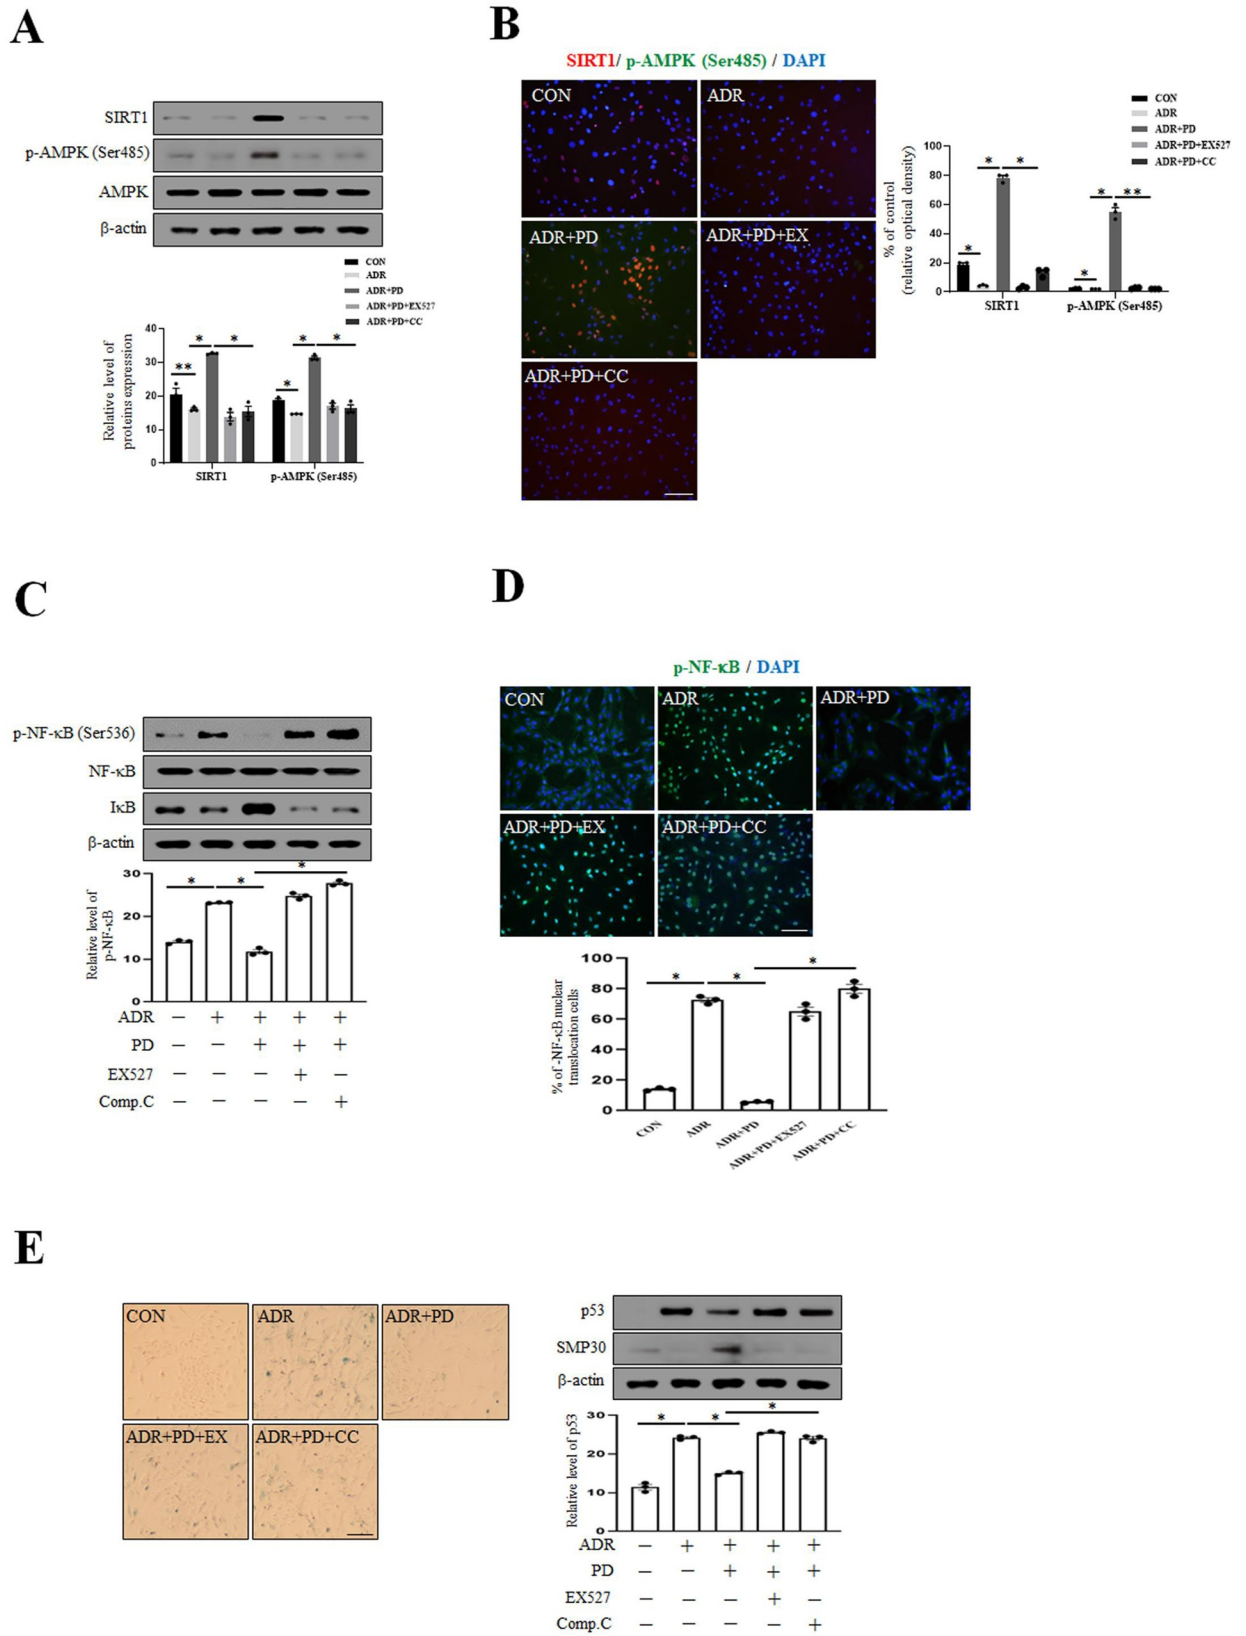 A
SIRT1
p-AMPK (Ser485)
AMPK
β-actin
CON
ADR
ADR+PD
ADR+PD+EX527
ADR+PD+CC
Relative level of
proteins expression
40
30
20
10
0
** * * * * *
SIRT1 p-AMPK (Ser485)
B
SIRT1/ p-AMPK (Ser485) / DAPI
CON ADR
ADR+PD ADR+PD+EX
ADR+PD+CC
CON
ADR
ADR+PD
ADR+PD+EX527
ADR+PD+CC
% of control
(relative optical density)
100
80
60
40
20
0
* * * * * **
SIRT1 p-AMPK (Ser485)
C
p-NF-κB (Ser536)
NF-κB
IκB
β-actin
Relative level of
p-NF-κB
30
20
10
0
* * *
ADR − + + + +
PD − − + + +
EX527 − − − + −
Comp.C − − − − +
D
p-NF-κB / DAPI
CON ADR ADR+PD
ADR+PD+EX ADR+PD+CC
% of -NF-κB nuclear
translocation cells
100
80
60
40
20
0
* * *
CON ADR ADR+PD ADR+PD+EX527 ADR+PD+CC
E
CON ADR ADR+PD
ADR+PD+EX ADR+PD+CC
p53
SMP30
β-actin
Relative level of p53
30
20
10
0
* * *
ADR − + + + +
PD − − + + +
EX527 − − − + −
Comp.C − − − − +